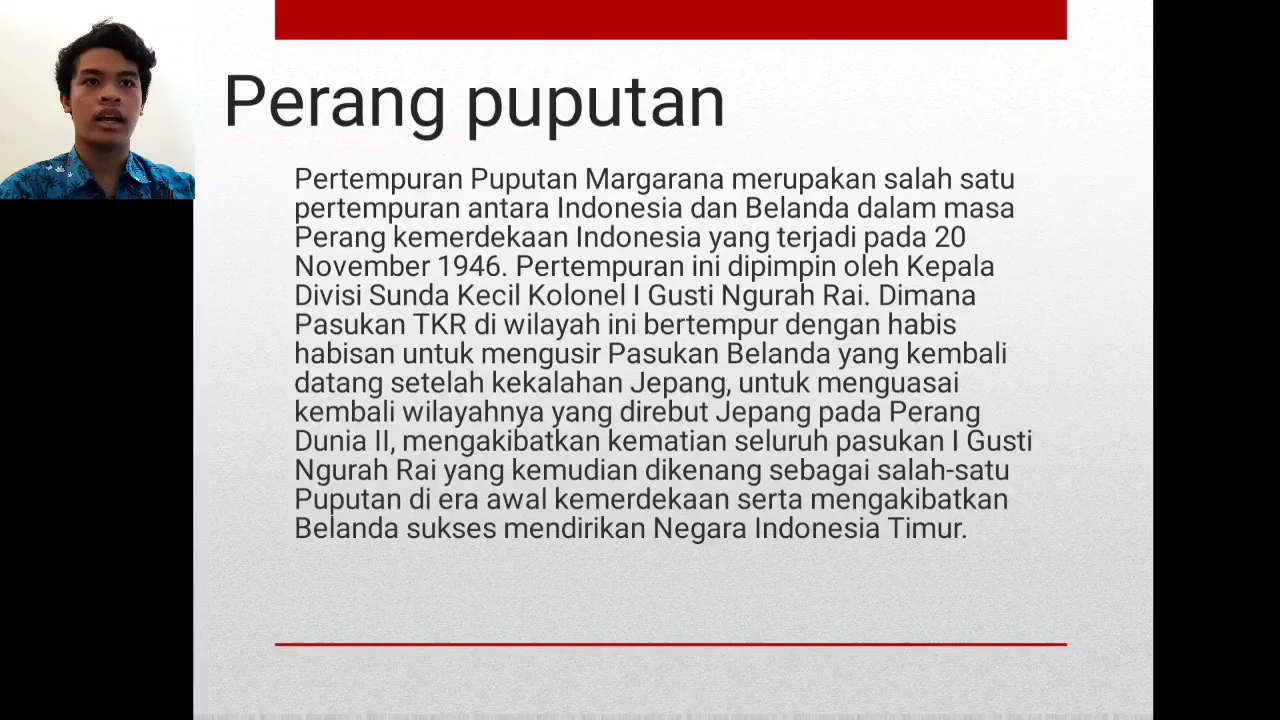 Perang puputan
Pertempuran Puputan Margarana merupakan salah satu
pertempuran antara Indonesia dan Belanda dalam masa
Perang kemerdekaan Indonesia yang terjadi pada 20
November 1946. Pertempuran ini dipimpin oleh Kepala
Divisi Sunda Kecil Kolonel I Gusti Ngurah Rai. Dimana
Pasukan TKR di wilayah ini bertempur dengan habis
habisan untuk mengusir Pasukan Belanda yang kembali
datang setelah kekalahan Jepang, untuk menguasai
kembali wilayahnya yang direbut Jepang pada Perang
Dunia II, mengakibatkan kematian seluruh pasukan I Gusti
Ngurah Rai yang kemudian dikenang sebagai salah-satu
Puputan di era awal kemerdekaan serta mengakibatkan
Belanda sukses mendirikan Negara Indonesia Timur.